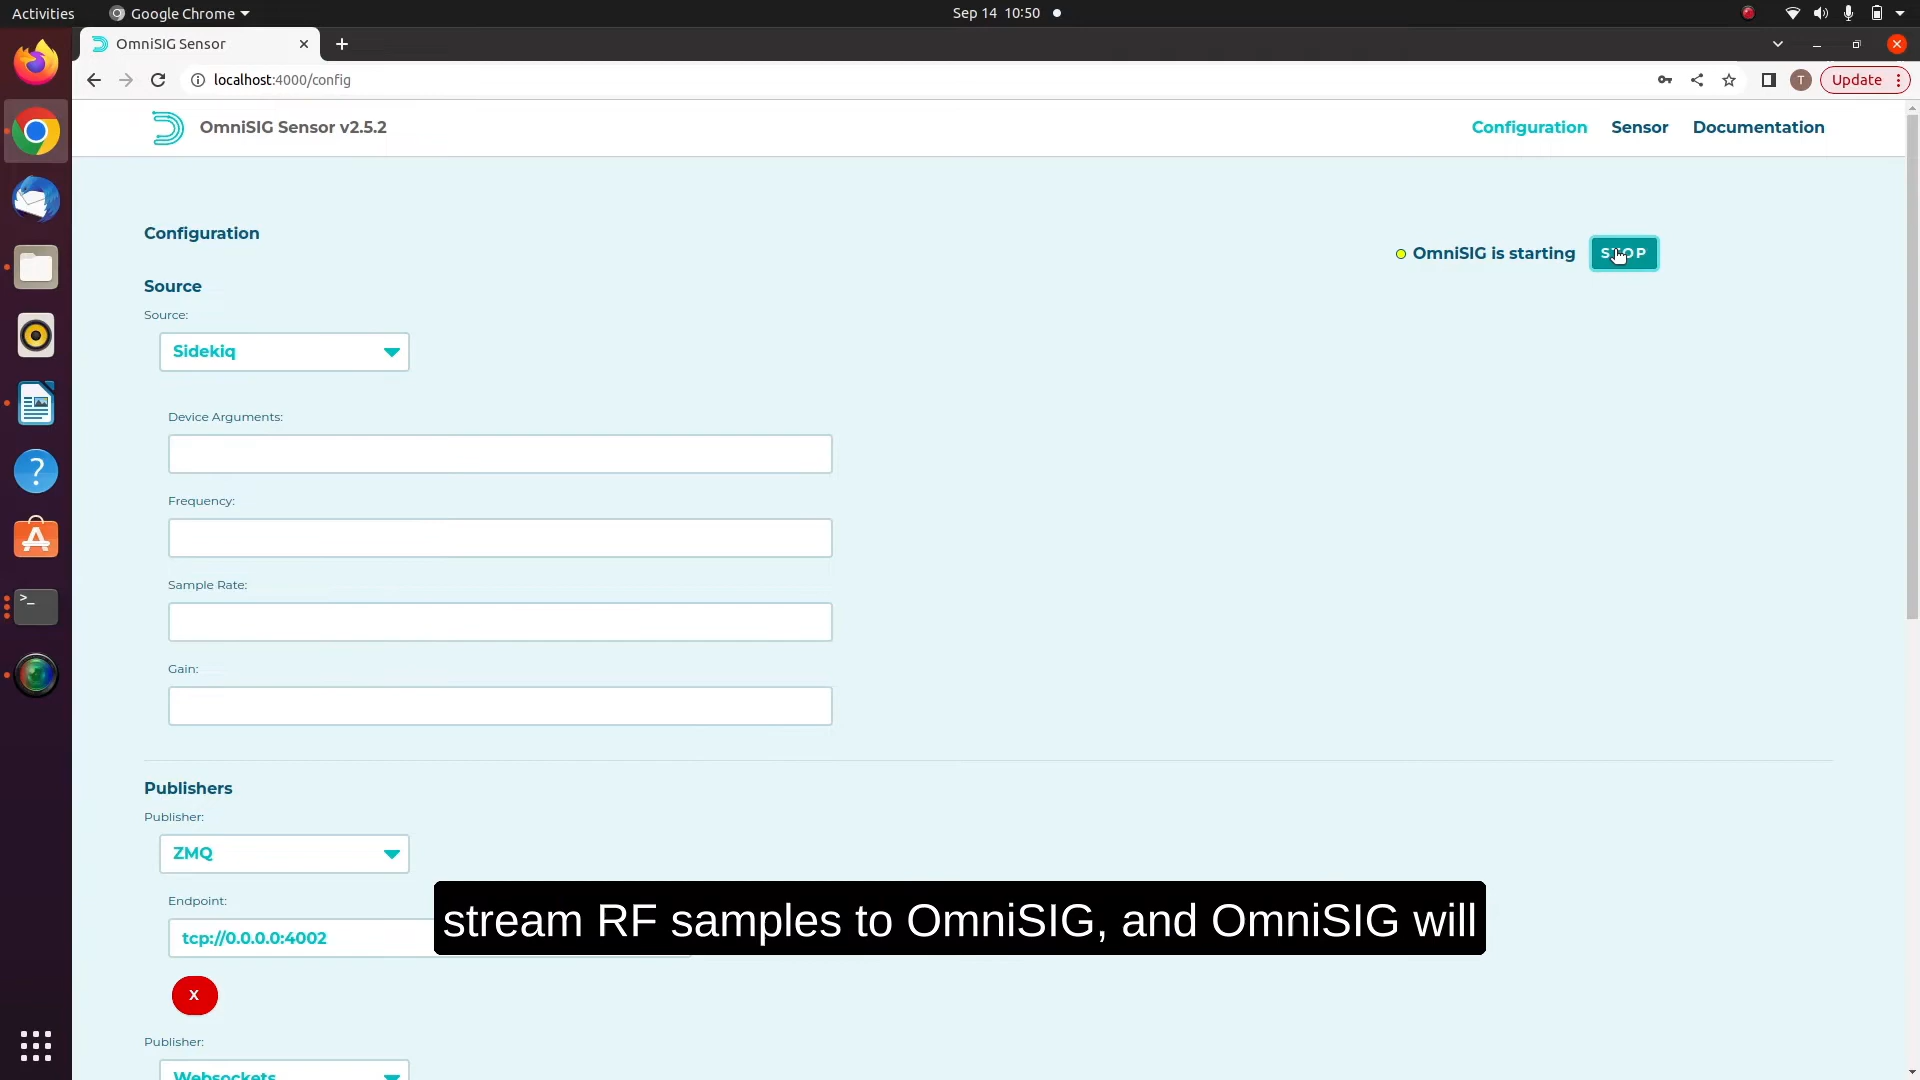 Activities
Google Chrome
Sep 14 10:50
OmniSIG Sensor
localhost:4000/config
T
Update
OmniSIG Sensor v2.5.2
Configuration
Sensor
Documentation
Configuration
OmniSIG is starting
STOP
Source
Source:
Sidekiq
Device Arguments:
Frequency:
Sample Rate:
Gain:
Publishers
Publisher:
ZMQ
Endpoint:
tcp://0.0.0.0:4002
stream RF samples to OmniSIG, and OmniSIG will
X
Publisher:
Websockets